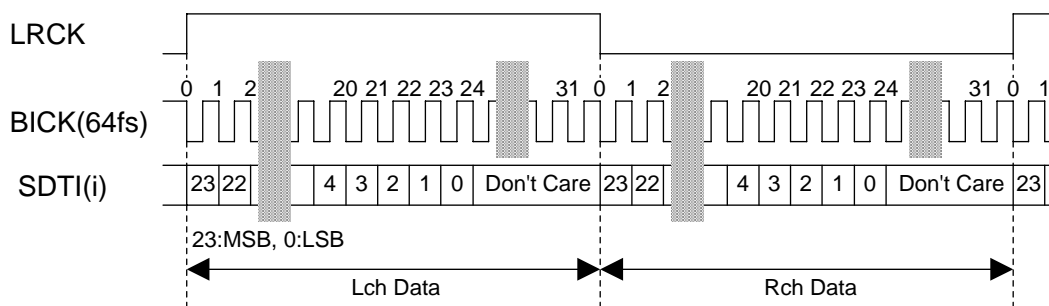 LRCK
0 1 2 20 21 22 23 24 31 0 1 2 20 21 22 23 24 31 0 1
BICK(64fs)
SDTI(i) 23 22 4 3 2 1 0 Don't Care 23 22 4 3 2 1 0 Don't Care 23
23:MSB, 0:LSB
Lch Data Rch Data